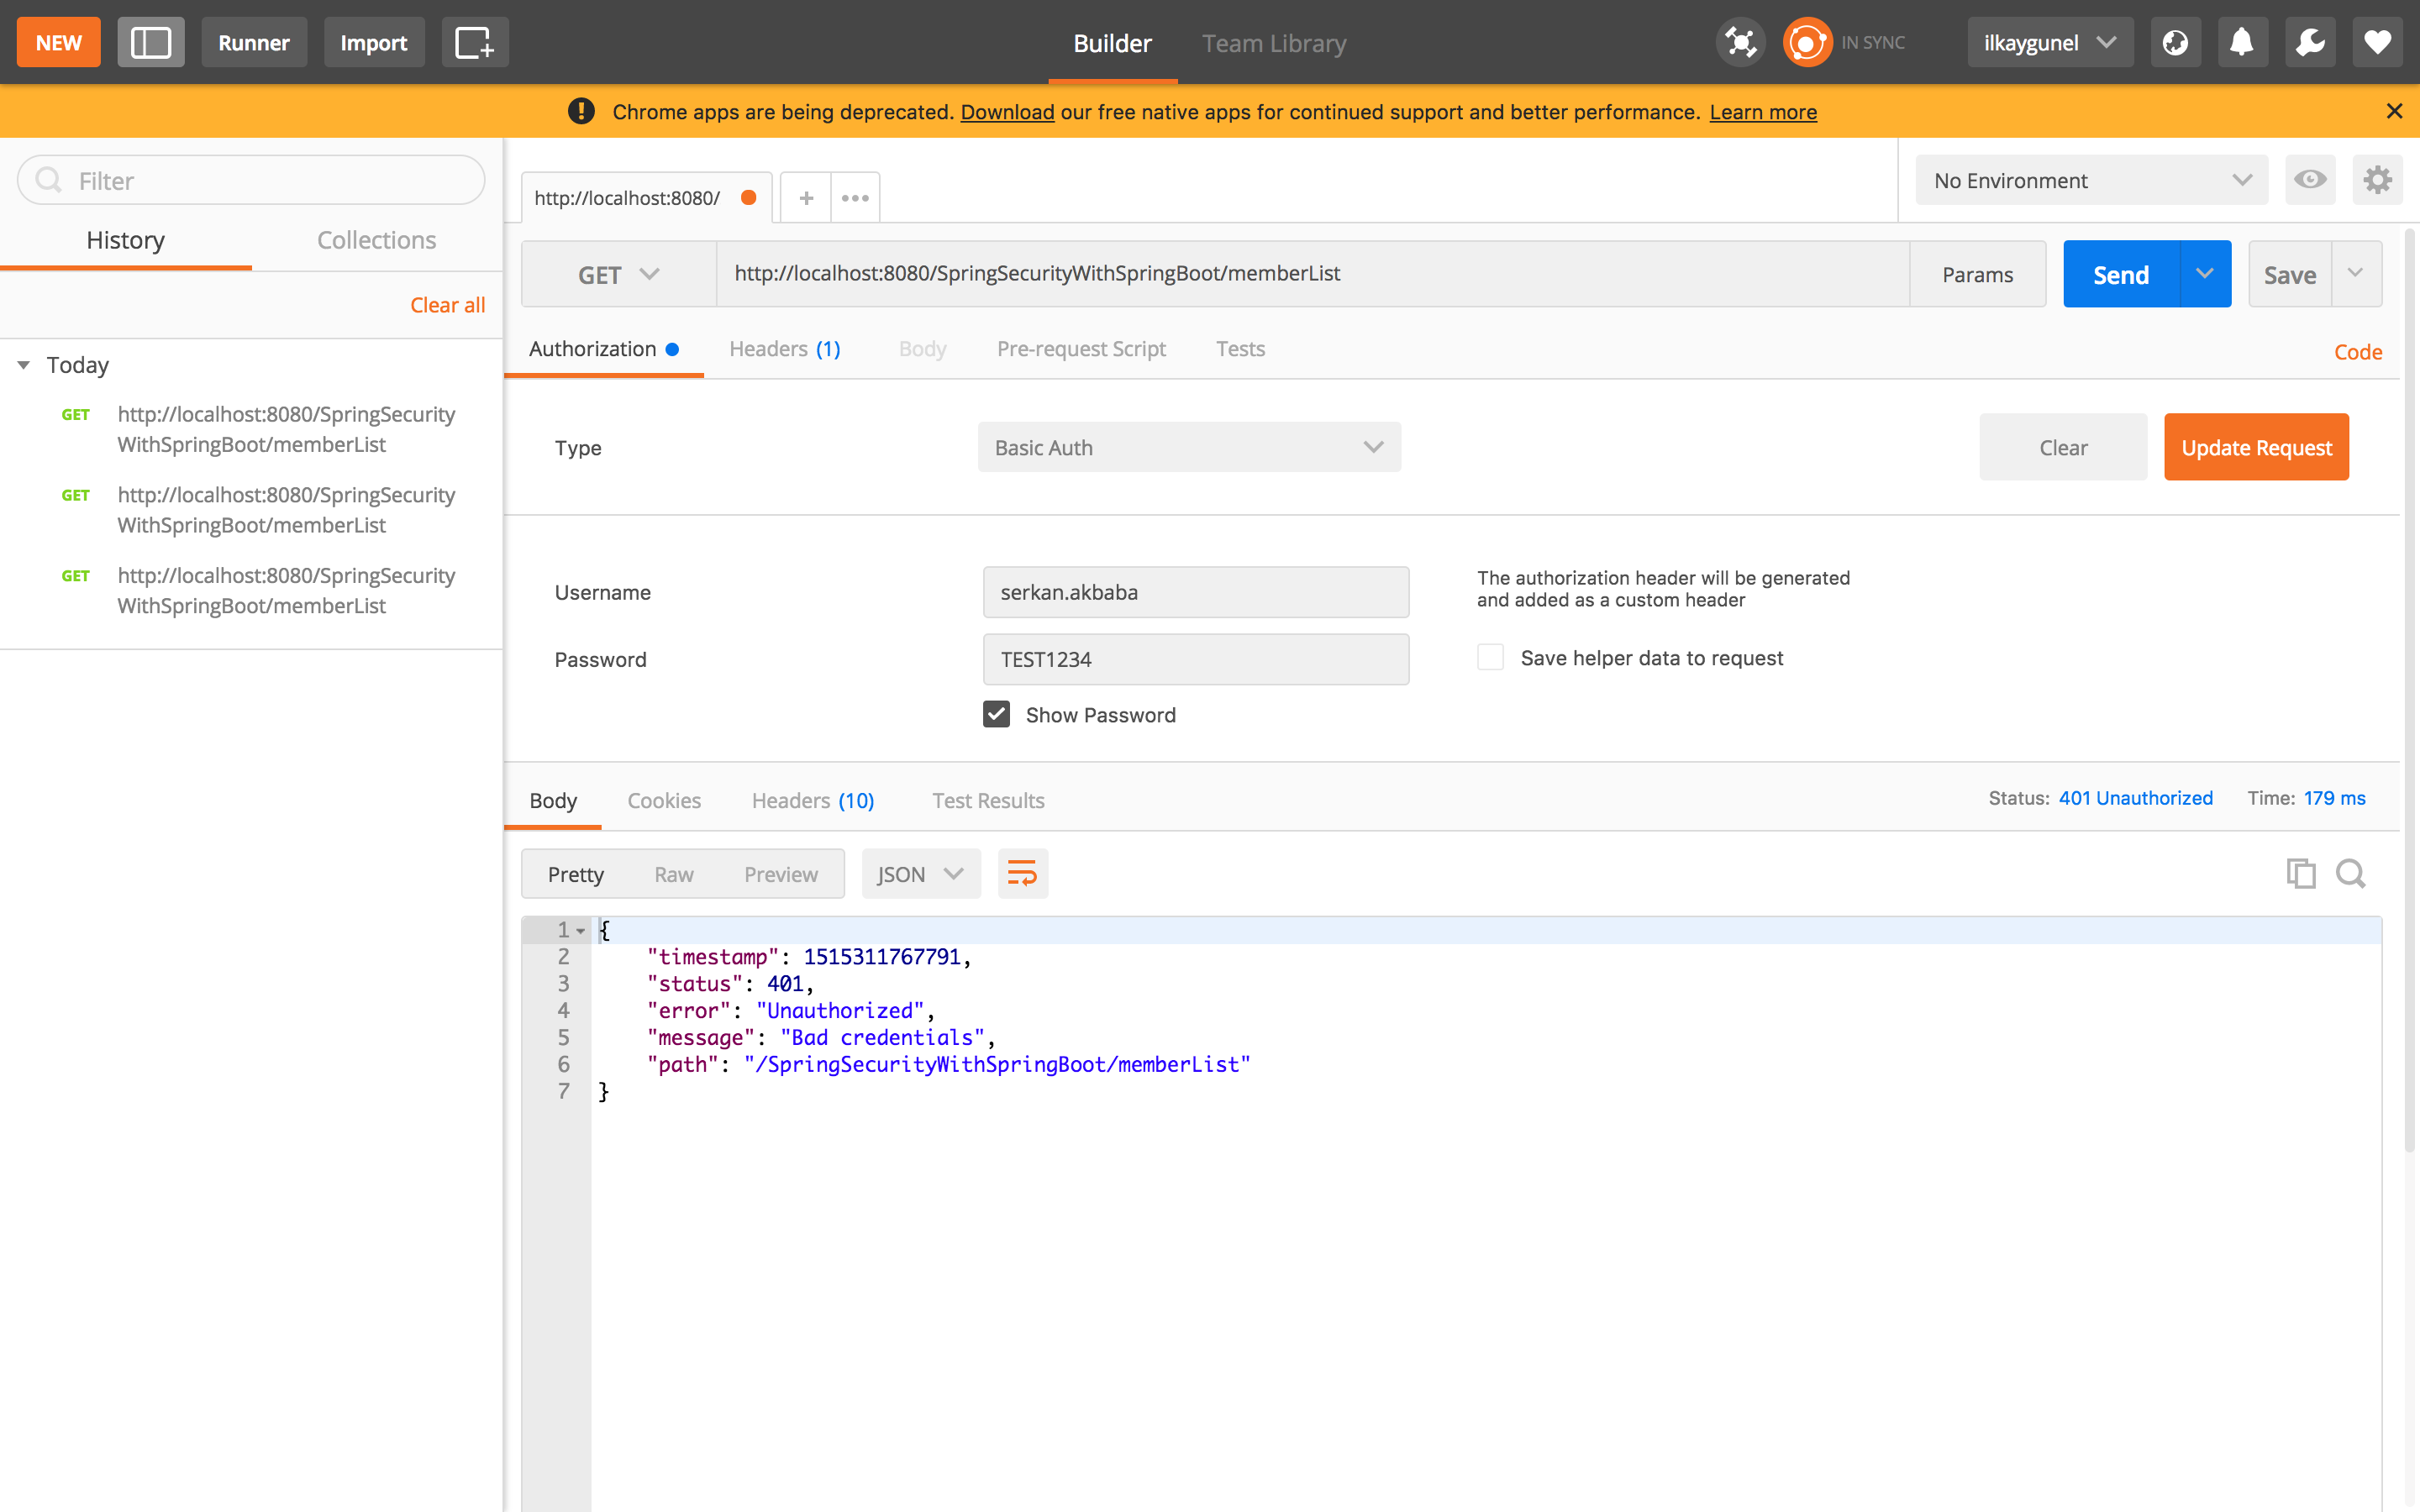 NEW
Runner
Import
Builder
Team Library
IN SYNC
ilkaygunel
Chrome apps are being deprecated. Download our free native apps for continued support and better performance. Learn more
Filter
History
Collections
Clear all
Today
GET http://localhost:8080/SpringSecurity
WithSpringBoot/memberList
GET http://localhost:8080/SpringSecurity
WithSpringBoot/memberList
GET http://localhost:8080/SpringSecurity
WithSpringBoot/memberList
http://localhost:8080/
No Environment
GET
http://localhost:8080/SpringSecurityWithSpringBoot/memberList
Params
Send
Save
Authorization
Headers (1)
Body
Pre-request Script
Tests
Code
Type
Basic Auth
Clear
Update Request
Username
serkan.akbaba
The authorization header will be generated
and added as a custom header
Password
TEST1234
Save helper data to request
Show Password
Body
Cookies
Headers (10)
Test Results
Status: 401 Unauthorized
Time: 179 ms
Pretty
Raw
Preview
JSON
1 {
2 "timestamp": 1515311767791,
3 "status": 401,
4 "error": "Unauthorized",
5 "message": "Bad credentials",
6 "path": "/SpringSecurityWithSpringBoot/memberList"
7 }